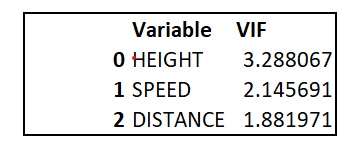 Variable VIF
0 HEIGHT 3.288067
1 SPEED 2.145691
2 DISTANCE 1.881971